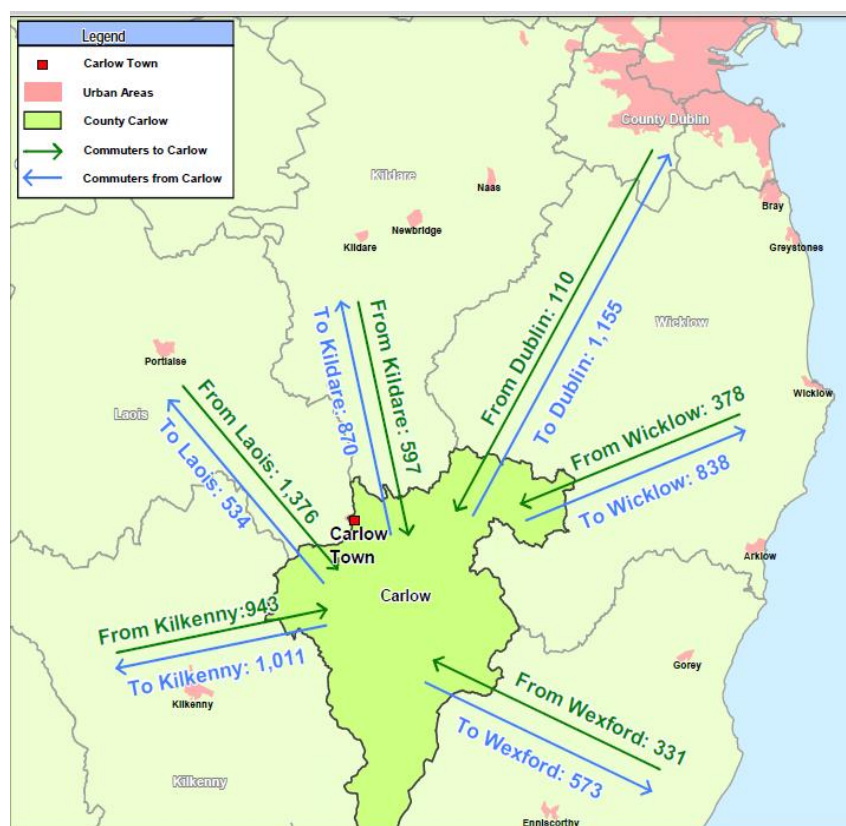 Legend
Carlow Town
Urban Areas
County Carlow
Commuters to Carlow
Commuters from Carlow
County Dublin
Kildare
Naas
Bray
Newbridge
Kildare
Greystones
From Dublin: 110
To Dublin: 1,155
Wicklow
From Kildare: 597
To Kildare: 870
Portlaise
Wicklow
Laois
From Laois: 1,376
To Laois: 534
From Wicklow: 378
To Wicklow: 838
Carlow
Town
Arklow
Carlow
From Kilkenny:943
To Kilkenny: 1,011
Gorey
Kilkenny
From Wexford: 331
To Wexford: 573
Kilkenny
Enniscorthy